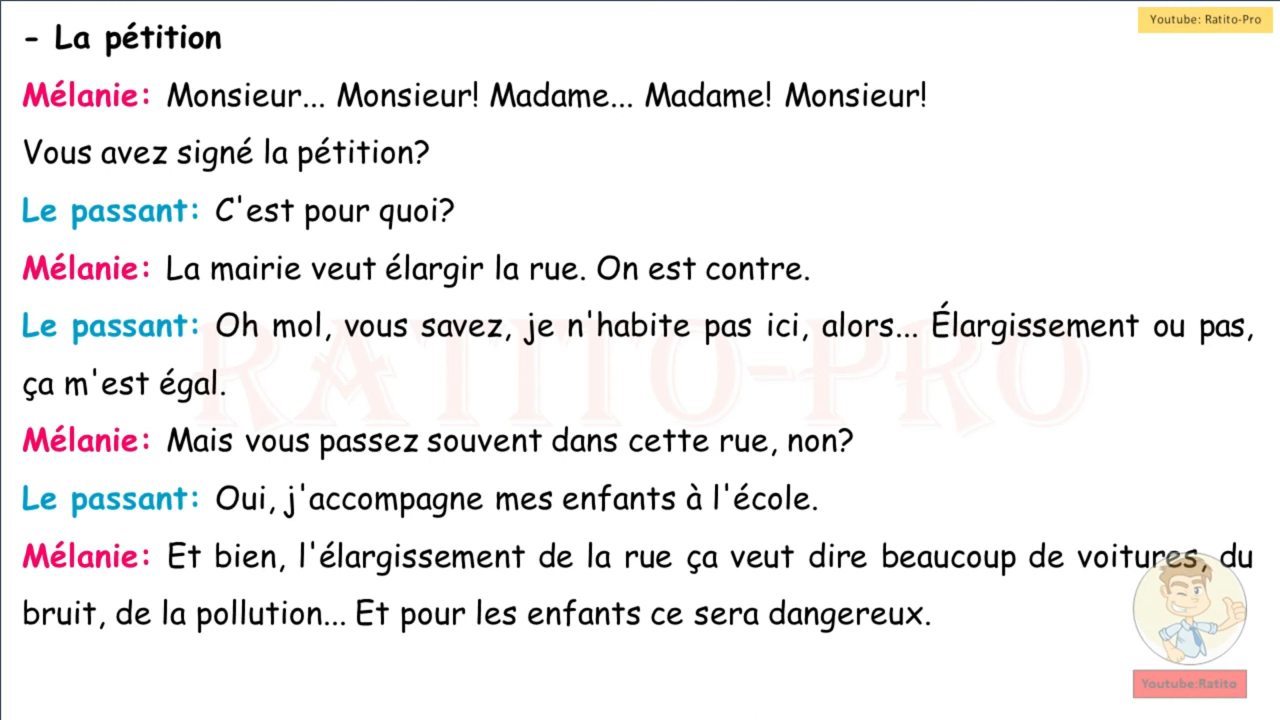 Youtube: Ratito-Pro
- La pétition
Mélanie: Monsieur... Monsieur! Madame... Madame! Monsieur!
Vous avez signé la pétition?
Le passant: C'est pour quoi?
Mélanie: La mairie veut élargir la rue. On est contre.
Le passant: Oh mol, vous savez, je n'habite pas ici, alors... Élargissement ou pas,
ça m'est égal.
RATITO-PRO
Mélanie: Mais vous passez souvent dans cette rue, non?
Le passant: Oui, j'accompagne mes enfants à l'école.
Mélanie: Et bien, l'élargissement de la rue ça veut dire beaucoup de voitures, du
bruit, de la pollution... Et pour les enfants ce sera dangereux.
Youtube:Ratito